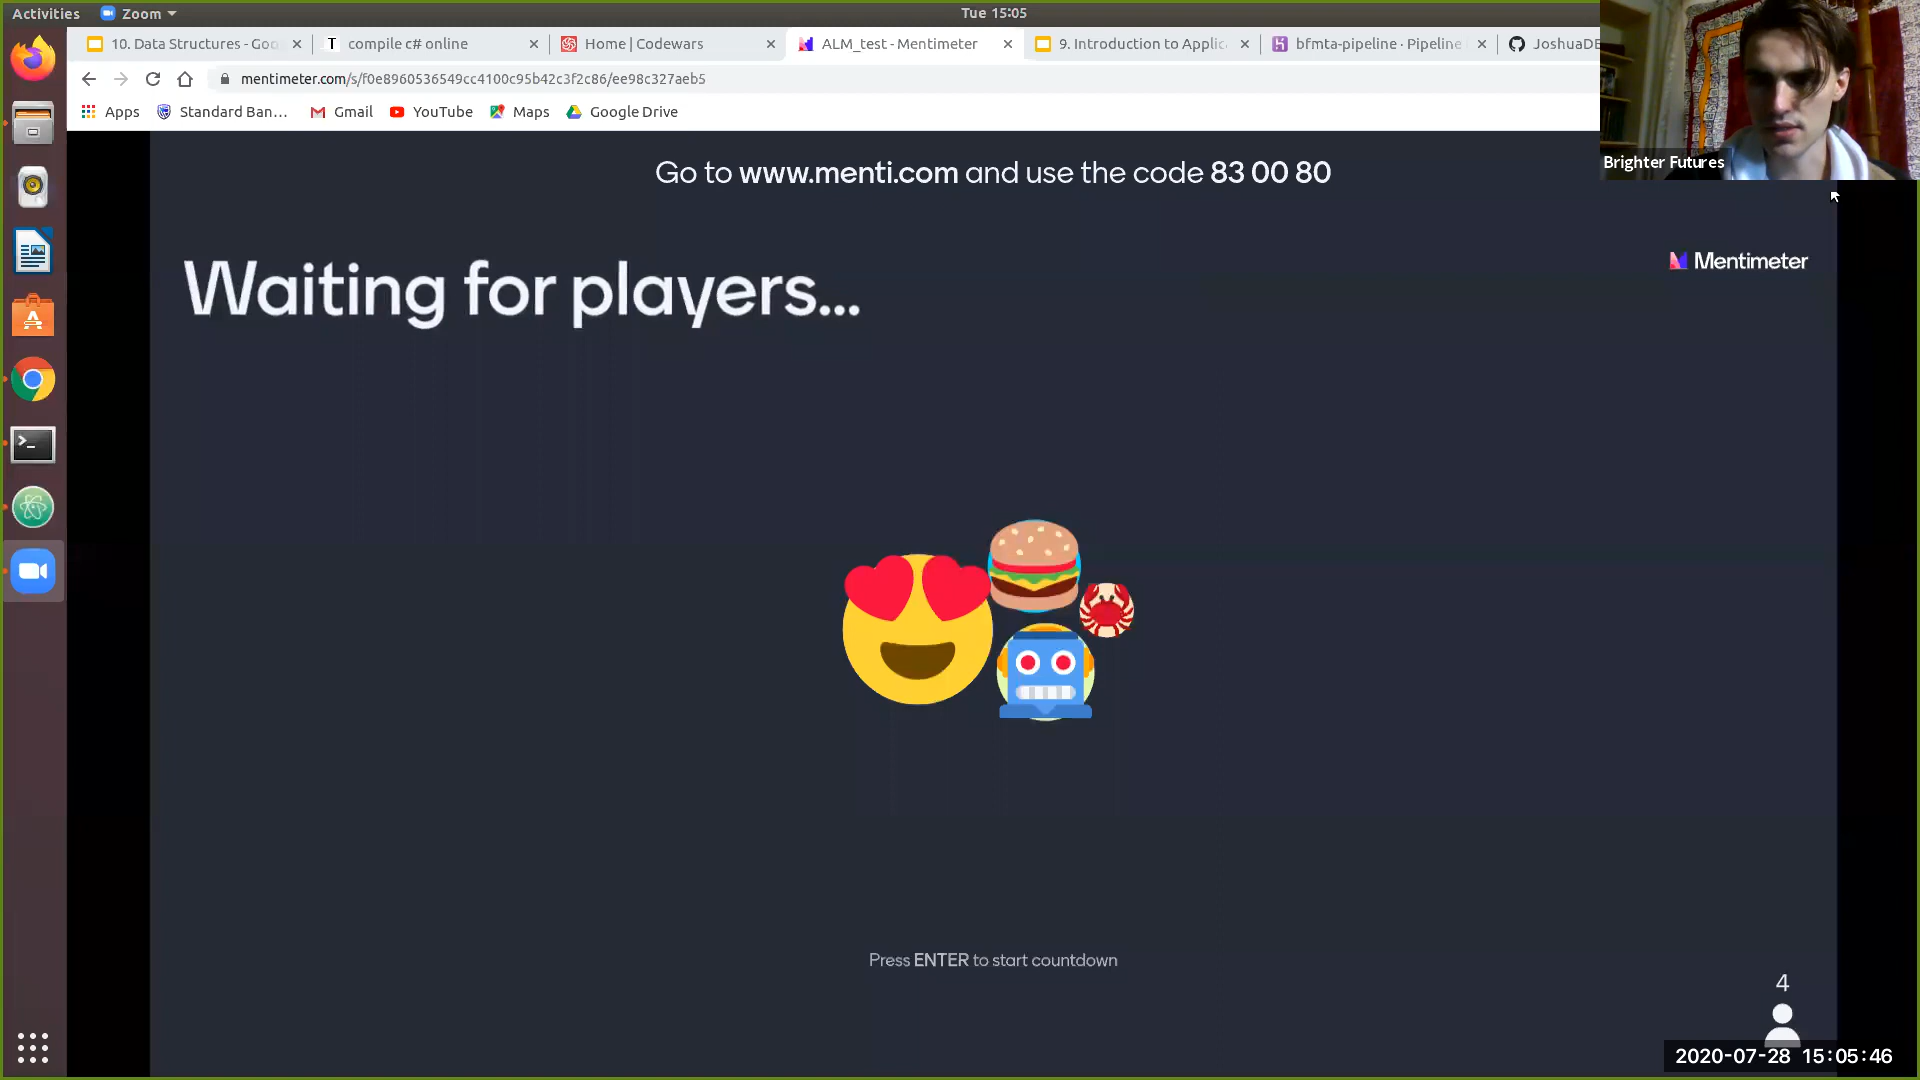 Activities
Zoom
Tue 15:05
10. Data Structures - Goo
compile c# online
Home | Codewars
ALM_test - Mentimeter
9. Introduction to Applic
bfmta-pipeline · Pipeline
JoshuaDE
mentimeter.com/s/f0e8960536549cc4100c95b42c3f2c86/ee98c327aeb5
Apps
Standard Ban...
Gmail
YouTube
Maps
Google Drive
Brighter Futures
Go to www.menti.com and use the code 83 00 80
Mentimeter
Waiting for players...
Press ENTER to start countdown
4
2020-07-28 15:05:46